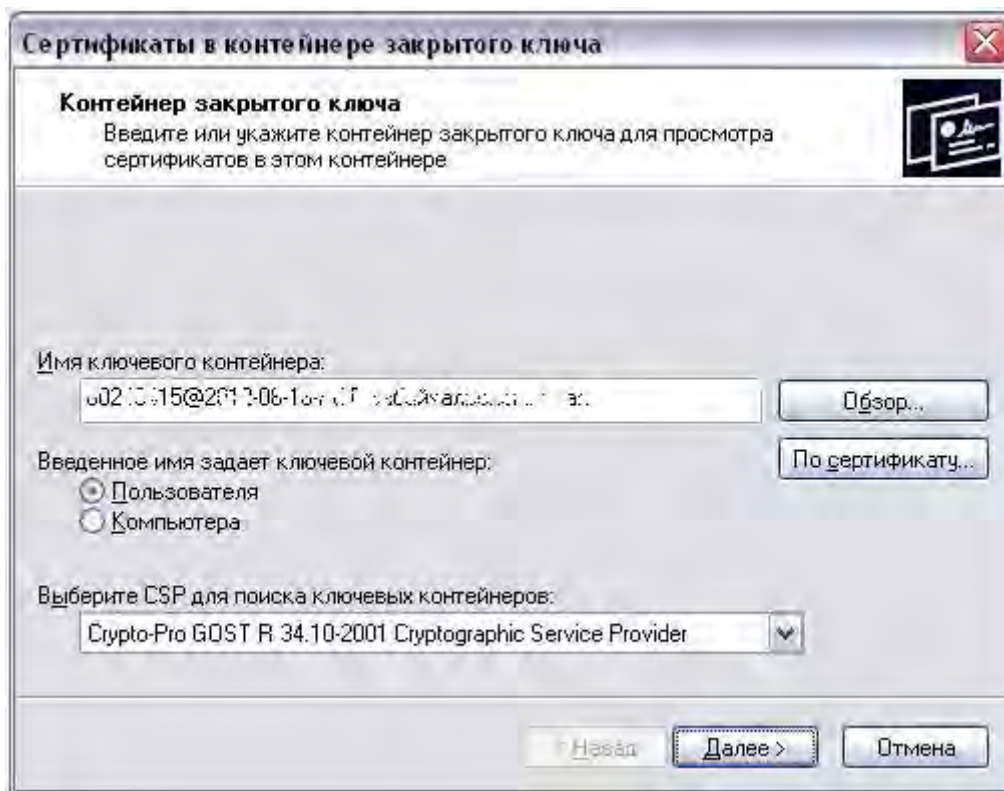 Сертификаты в контейнере закрытого ключа
Контейнер закрытого ключа
Введите или укажите контейнер закрытого ключа для просмотра
сертификатов в этом контейнере
Имя ключевого контейнера:
Обзор...
По сертификату...
Введенное имя задает ключевой контейнер:
Пользователя
Компьютера
Выберите CSP для поиска ключевых контейнеров:
Crypto-Pro GOST R 34.10-2001 Cryptographic Service Provider
< Назад
Далее >
Отмена